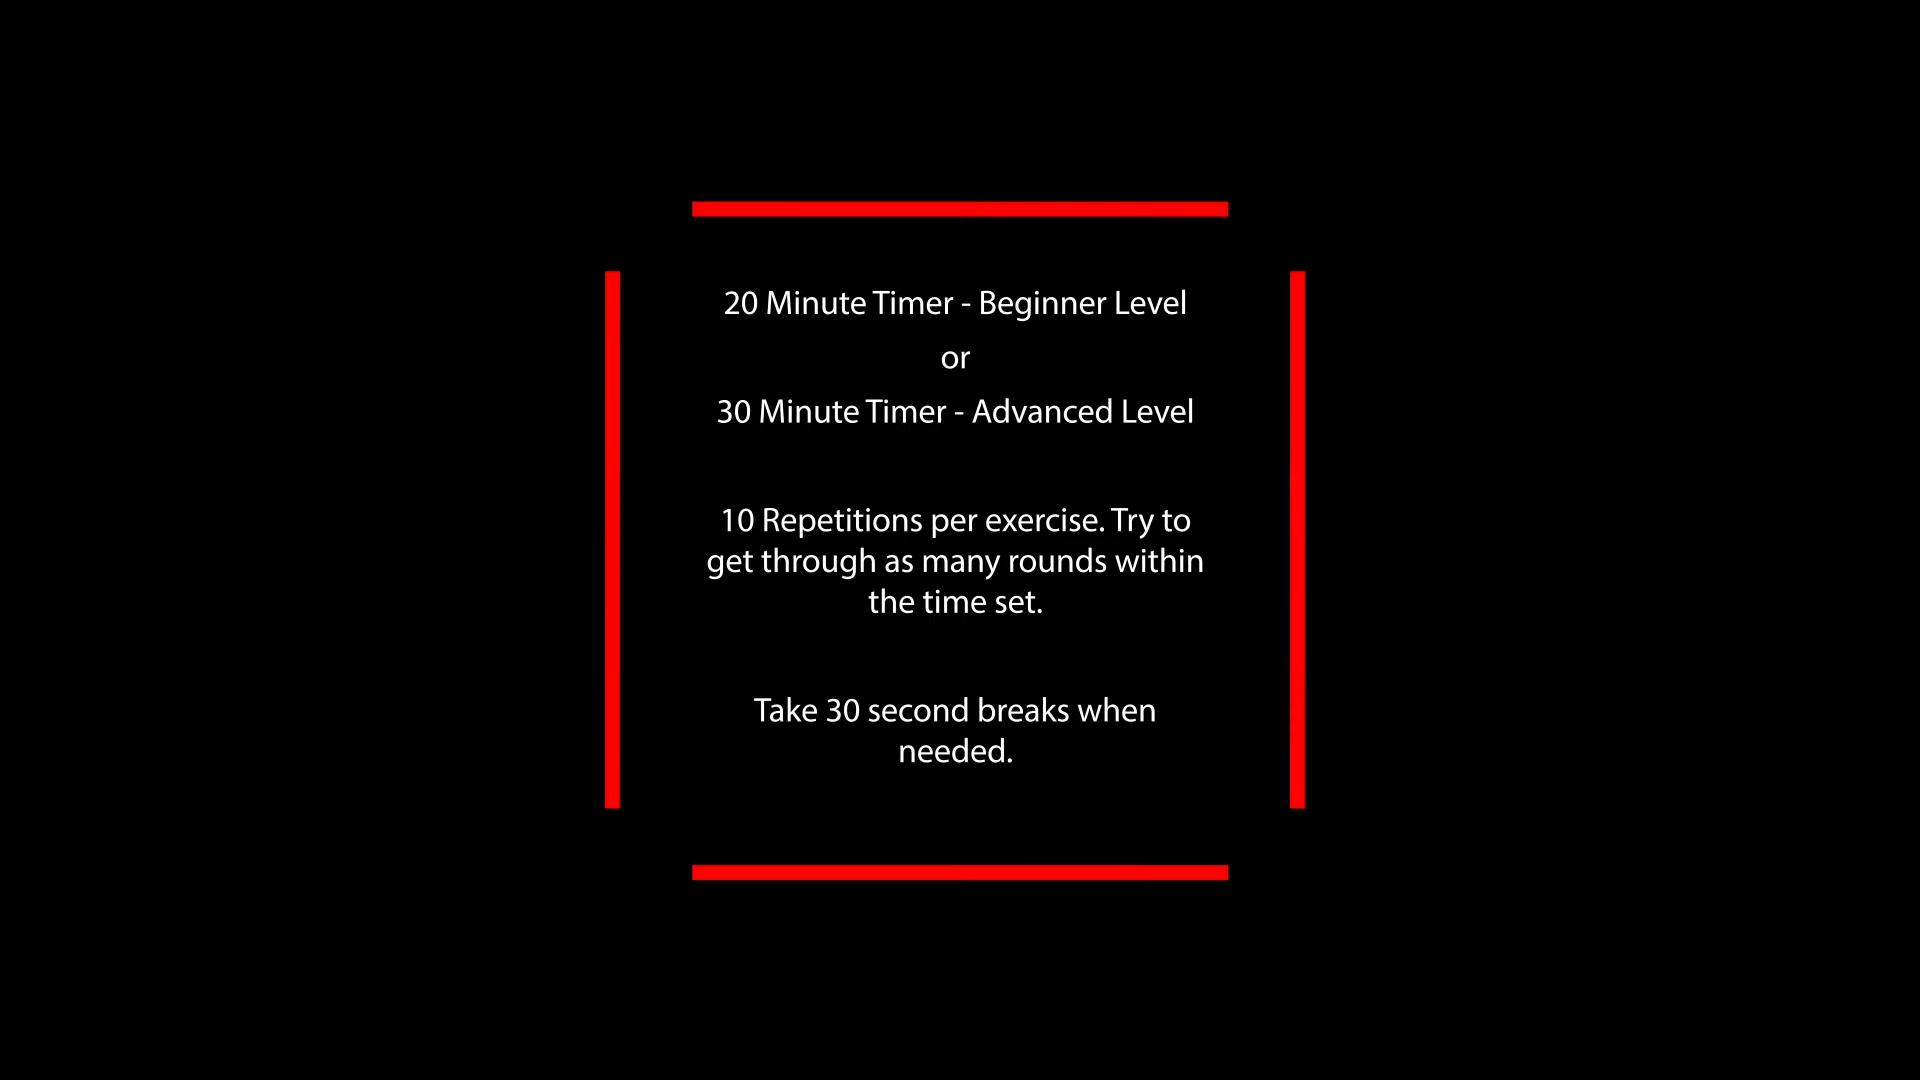 20 Minute Timer - Beginner Level
or
30 Minute Timer - Advanced Level
10 Repetitions per exercise. Try to
get through as many rounds within
the time set.
Take 30 second breaks when
needed.